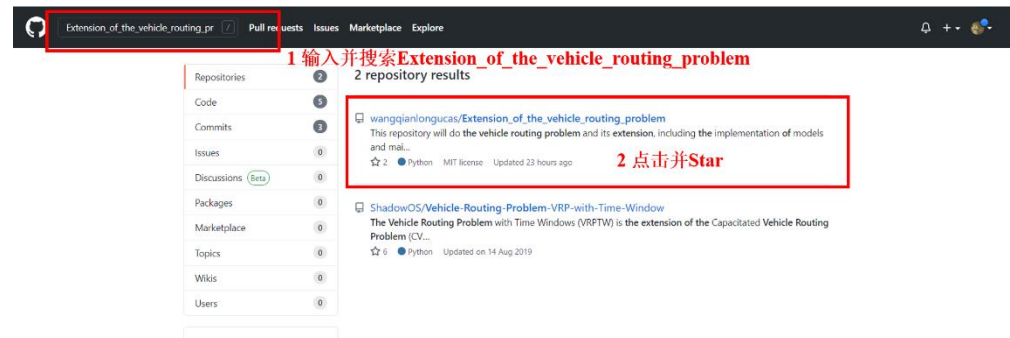 Extension_of_the_vehicle_routing_pr / Pull requests Issues Marketplace Explore
1 输入并搜索Extension_of_the_vehicle_routing_problem
Repositories 2
Code 5
Commits 3
Issues 0
Discussions Beta 0
Packages 0
Marketplace 0
Topics 0
Wikis 0
Users 0
2 repository results
wangqianlongucas/Extension_of_the_vehicle_routing_problem
This repository will do the vehicle routing problem and its extension, including the implementation of models
and mai...
2 Python MIT license Updated 23 hours ago
2 点击并Star
ShadowOS/Vehicle-Routing-Problem-VRP-with-Time-Window
The Vehicle Routing Problem with Time Windows (VRPTW) is the extension of the Capacitated Vehicle Routing
Problem (CV...
6 Python Updated on 14 Aug 2019